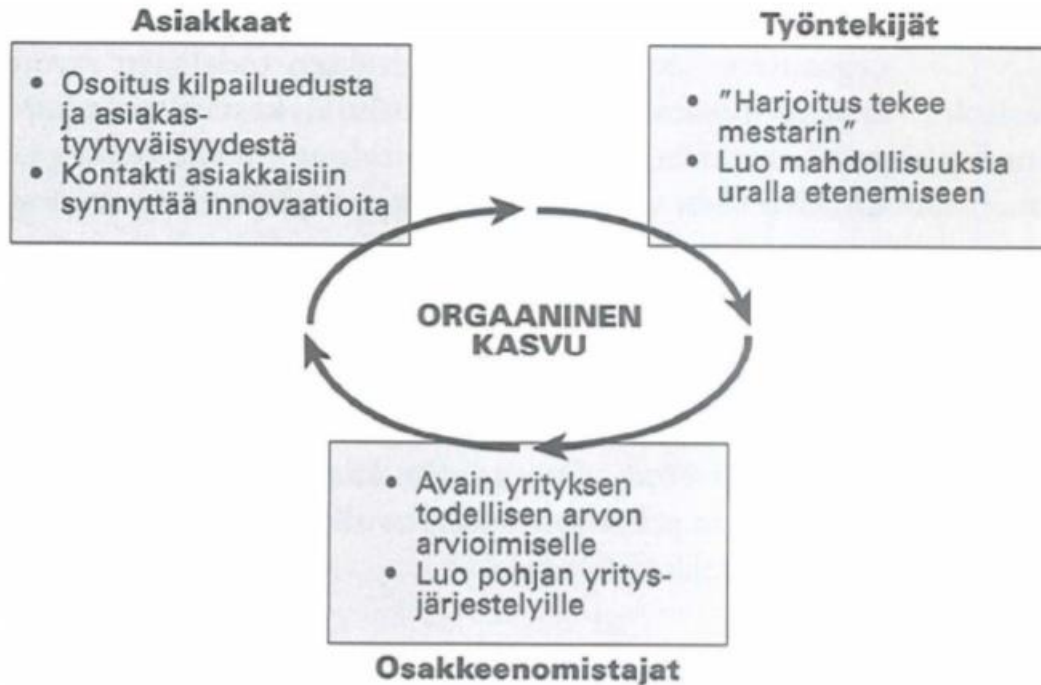 Asiakkaat
• Osoitus kilpailuedusta
ja asiakas-
tyytyväisyydestä
• Kontakti asiakkaisiin
synnyttää innovaatioita
Työntekijät
• ”Harjoitus tekee
mestarin”
• Luo mahdollisuuksia
uralla etenemiseen
ORGAANINEN
KASVU
• Avain yrityksen
todellisen arvon
arvioimiselle
• Luo pohjan yritys-
järjestelyille
Osakkeenomistajat